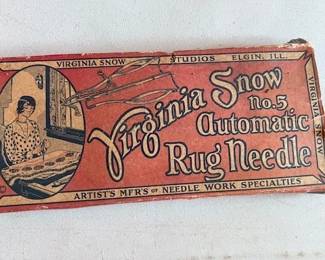 VIRGINIA SNOW STUDIOS ELGIN, ILL.
Virginia Snow
No. 5
Automatic
Rug Needle
ARTIST'S MF'R'S OF NEEDLE WORK SPECIALTIES
VIRGINIA SNOW